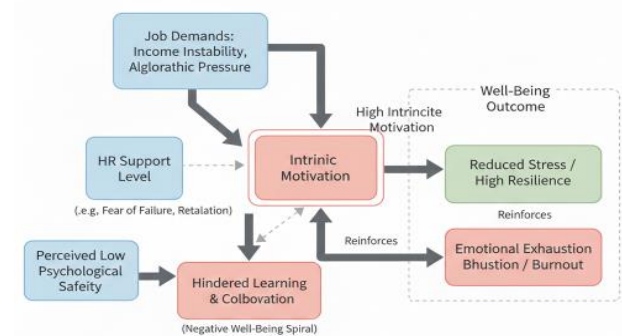 Job Demands:
Income Instability,
Alglorathic Pressure
Well-Being
Outcome
High Intrincite
Motivation
HR Support
Level
Intrinic
Motivation
Reduced Stress /
High Resilience
(.e.g, Fear of Failure, Retalation)
Reinforces
Perceived Low
Psychological
Safeity
Reinforces
Emotional Exhaustion
Bhustion / Burnout
Hindered Learning
& Colbovation
(Negative Well-Being Spiral)